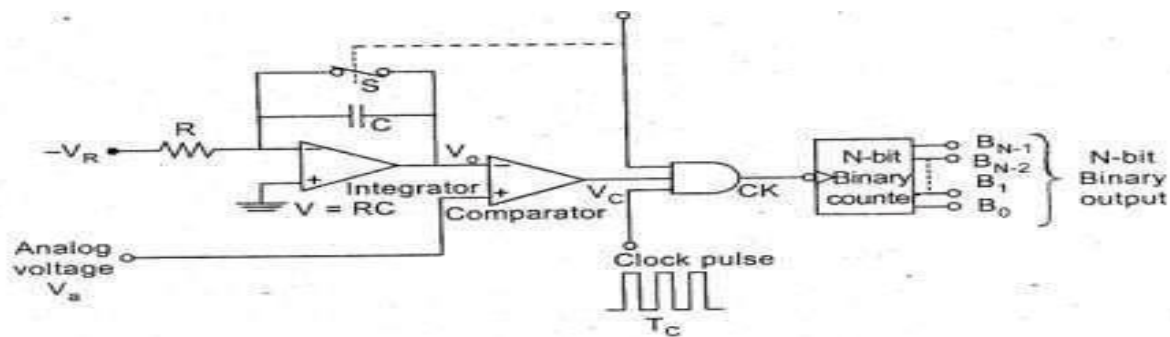 S
C
R
–V_R
V_o
Integrator
V = RC
Comparator
V_C
CK
N-bit
Binary
counter
B_N-1
B_N-2
B_1
B_0
N-bit
Binary
output
Analog
voltage
V_a
Clock pulse
T_C